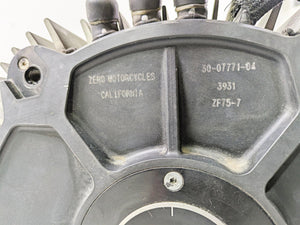 ZERO MOTORCYCLES
CALIFORNIA
30-07771-04
3931
ZF75-7